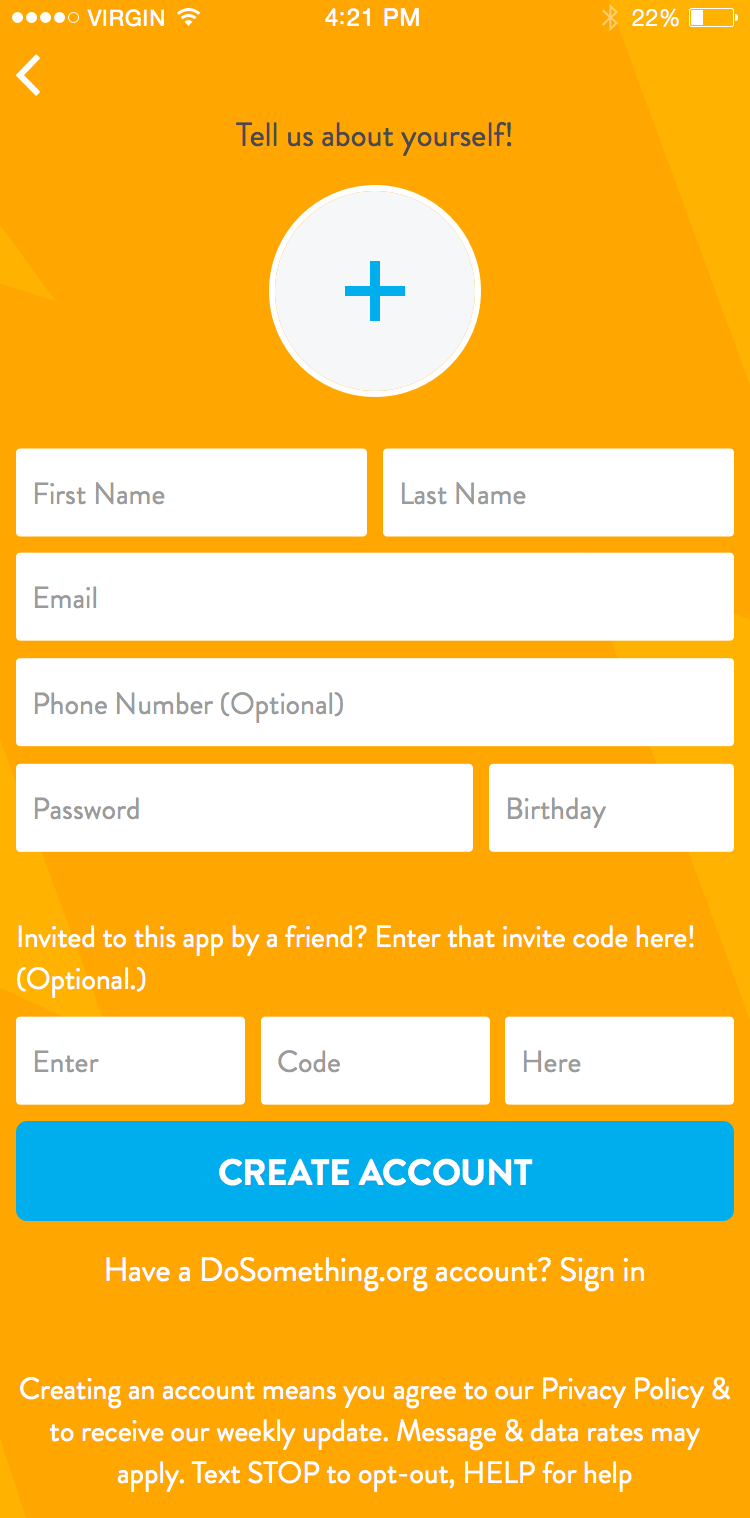 VIRGIN 4:21 PM 22%
Tell us about yourself!
First Name Last Name
Email
Phone Number (Optional)
Password Birthday
Invited to this app by a friend? Enter that invite code here!
(Optional.)
Enter Code Here
CREATE ACCOUNT
Have a DoSomething.org account? Sign in
Creating an account means you agree to our Privacy Policy &
to receive our weekly update. Message & data rates may
apply. Text STOP to opt-out, HELP for help